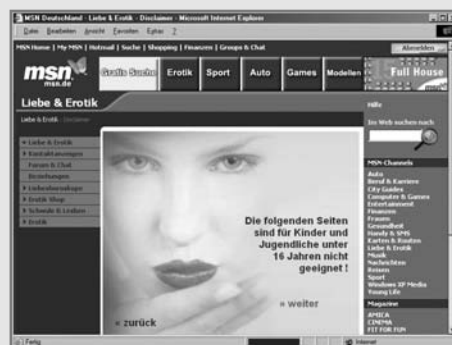 MSN Deutschland - Liebe & Erotik - Disclaimer - Microsoft Internet Explorer
Datei Bearbeiten Ansicht Favoriten Extras ?
MSN Home | My MSN | Hotmail | Suche | Shopping | Finanzen | Groups & Chat
Abmelden
msn
msn.de
Gratis Suche
Erotik
Sport
Auto
Games
Modellen
Full House
Liebe & Erotik
Hilfe
Liebe & Erotik : Disclaimer
Im Web suchen nach
Liebe & Erotik
Kontaktanzeigen
Forum & Chat
Beziehungen
Liebeshoroskope
Erotik Shop
Schwule & Lesben
Erotik
Die folgenden Seiten
sind für Kinder und
Jugendliche unter
16 Jahren nicht
geeignet !
» weiter
« zurück
MSN-Channels
Auto
Beruf & Karriere
City Guides
Computer & Games
Entertainment
Finanzen
Frauen
Gesundheit
Handy & SMS
Karten & Routen
Liebe & Erotik
Musik
Nachrichten
Reisen
Sport
Windows XP Media
Young Life
Magazine
AMICA
CINEMA
FIT FOR FUN
Fertig
Internet